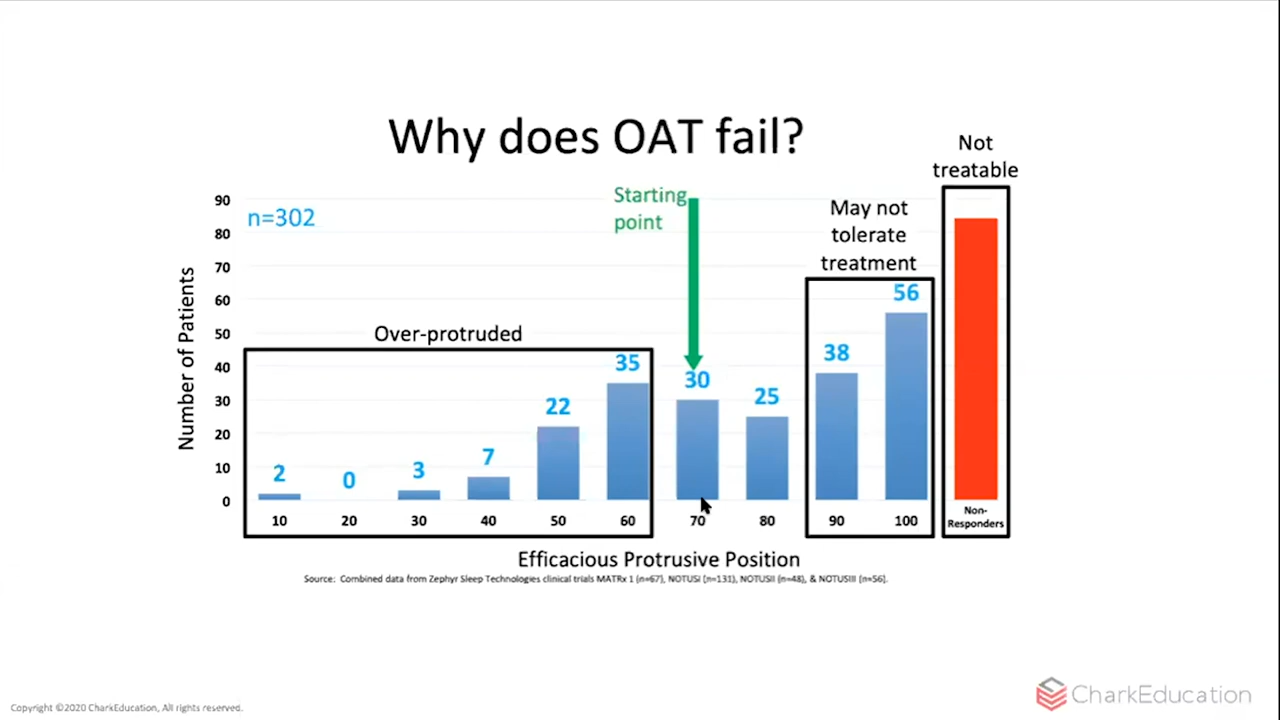 Why does OAT fail?
Not
treatable
Starting
point
May not
tolerate
treatment
n=302
Over-protruded
Number of Patients
90
80
70
60
50
40
30
20
10
0
2
0
3
7
22
35
30
25
38
56
10
20
30
40
50
60
70
80
90
100
Non-
Responders
Efficacious Protrusive Position
Source: Combined data from Zephyr Sleep Technologies clinical trials MATRx 1 (n=67), NOTUSI (n=131), NOTUSII (n=48), & NOTUSIII (n=56).
Copyright ©2020 CharkEducation, All rights reserved.
CharkEducation